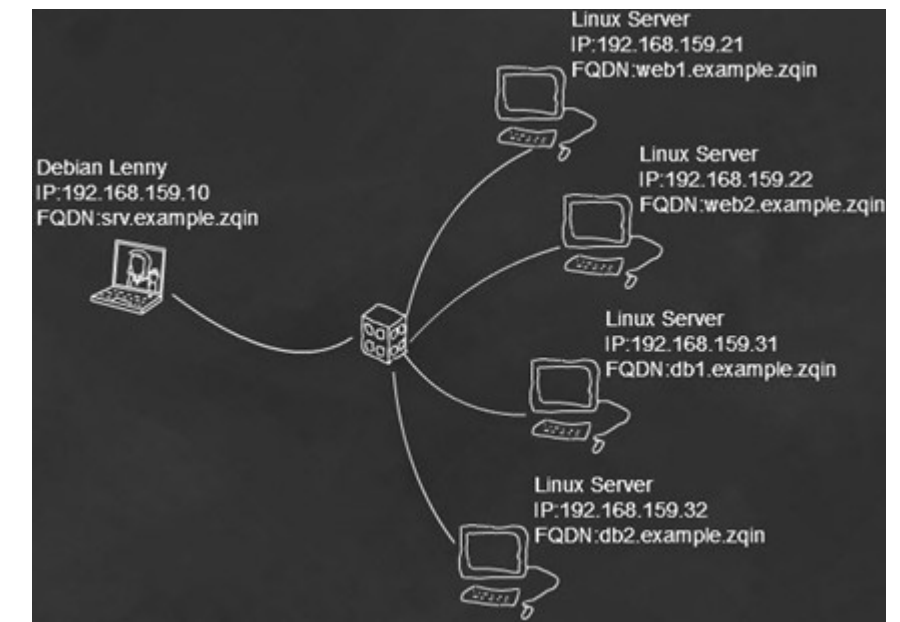 Linux Server
IP:192.168.159.21
FQDN:web1.example.zqin
Linux Server
IP:192.168.159.22
FQDN:web2.example.zqin
Debian Lenny
IP:192.168.159.10
FQDN:srv.example.zqin
Linux Server
IP:192.168.159.31
FQDN:db1.example.zqin
Linux Server
IP:192.168.159.32
FQDN:db2.example.zqin